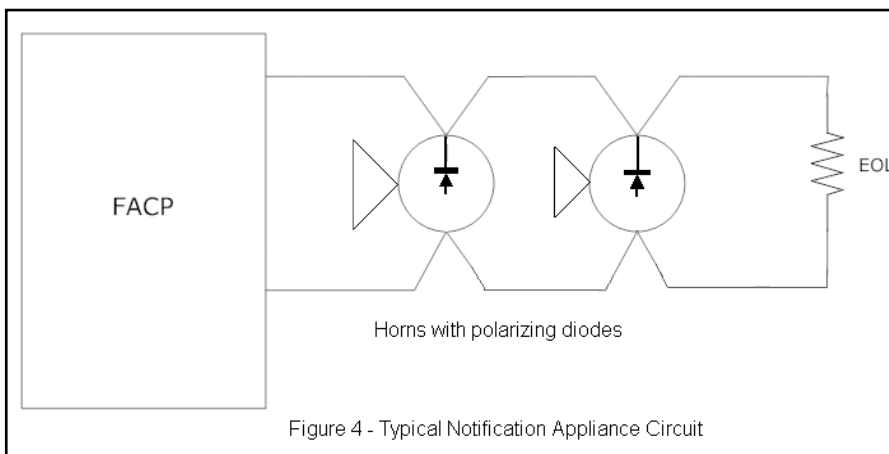 FACP
EOL
Horns with polarizing diodes
Figure 4 - Typical Notification Appliance Circuit